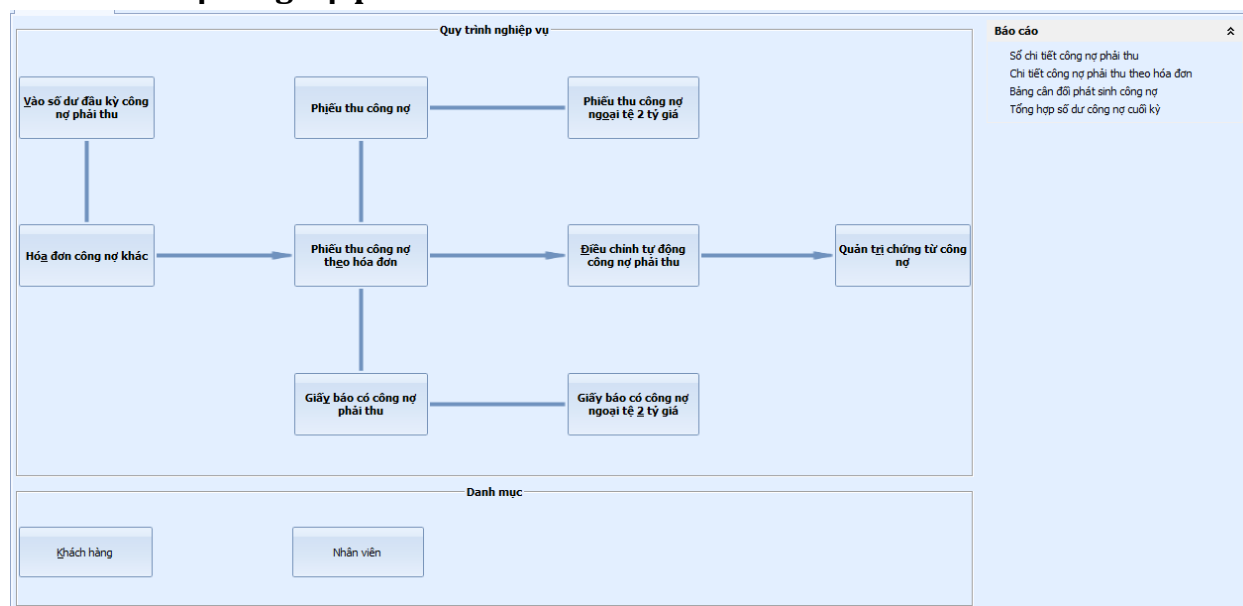 Quy trình nghiệp vụ
Vào số dư đầu kỳ công
nợ phải thu
Phiếu thu công nợ
Phiếu thu công nợ
ngoại tệ 2 tỷ giá
Hóa đơn công nợ khác
Phiếu thu công nợ
theo hóa đơn
Điều chỉnh tự động
công nợ phải thu
Quản trị chứng từ công
nợ
Giấy báo có công nợ
phải thu
Giấy báo có công nợ
ngoại tệ 2 tỷ giá
Danh mục
Khách hàng
Nhân viên
Báo cáo
Sổ chi tiết công nợ phải thu
Chi tiết công nợ phải thu theo hóa đơn
Bảng cân đối phát sinh công nợ
Tổng hợp số dư công nợ cuối kỳ